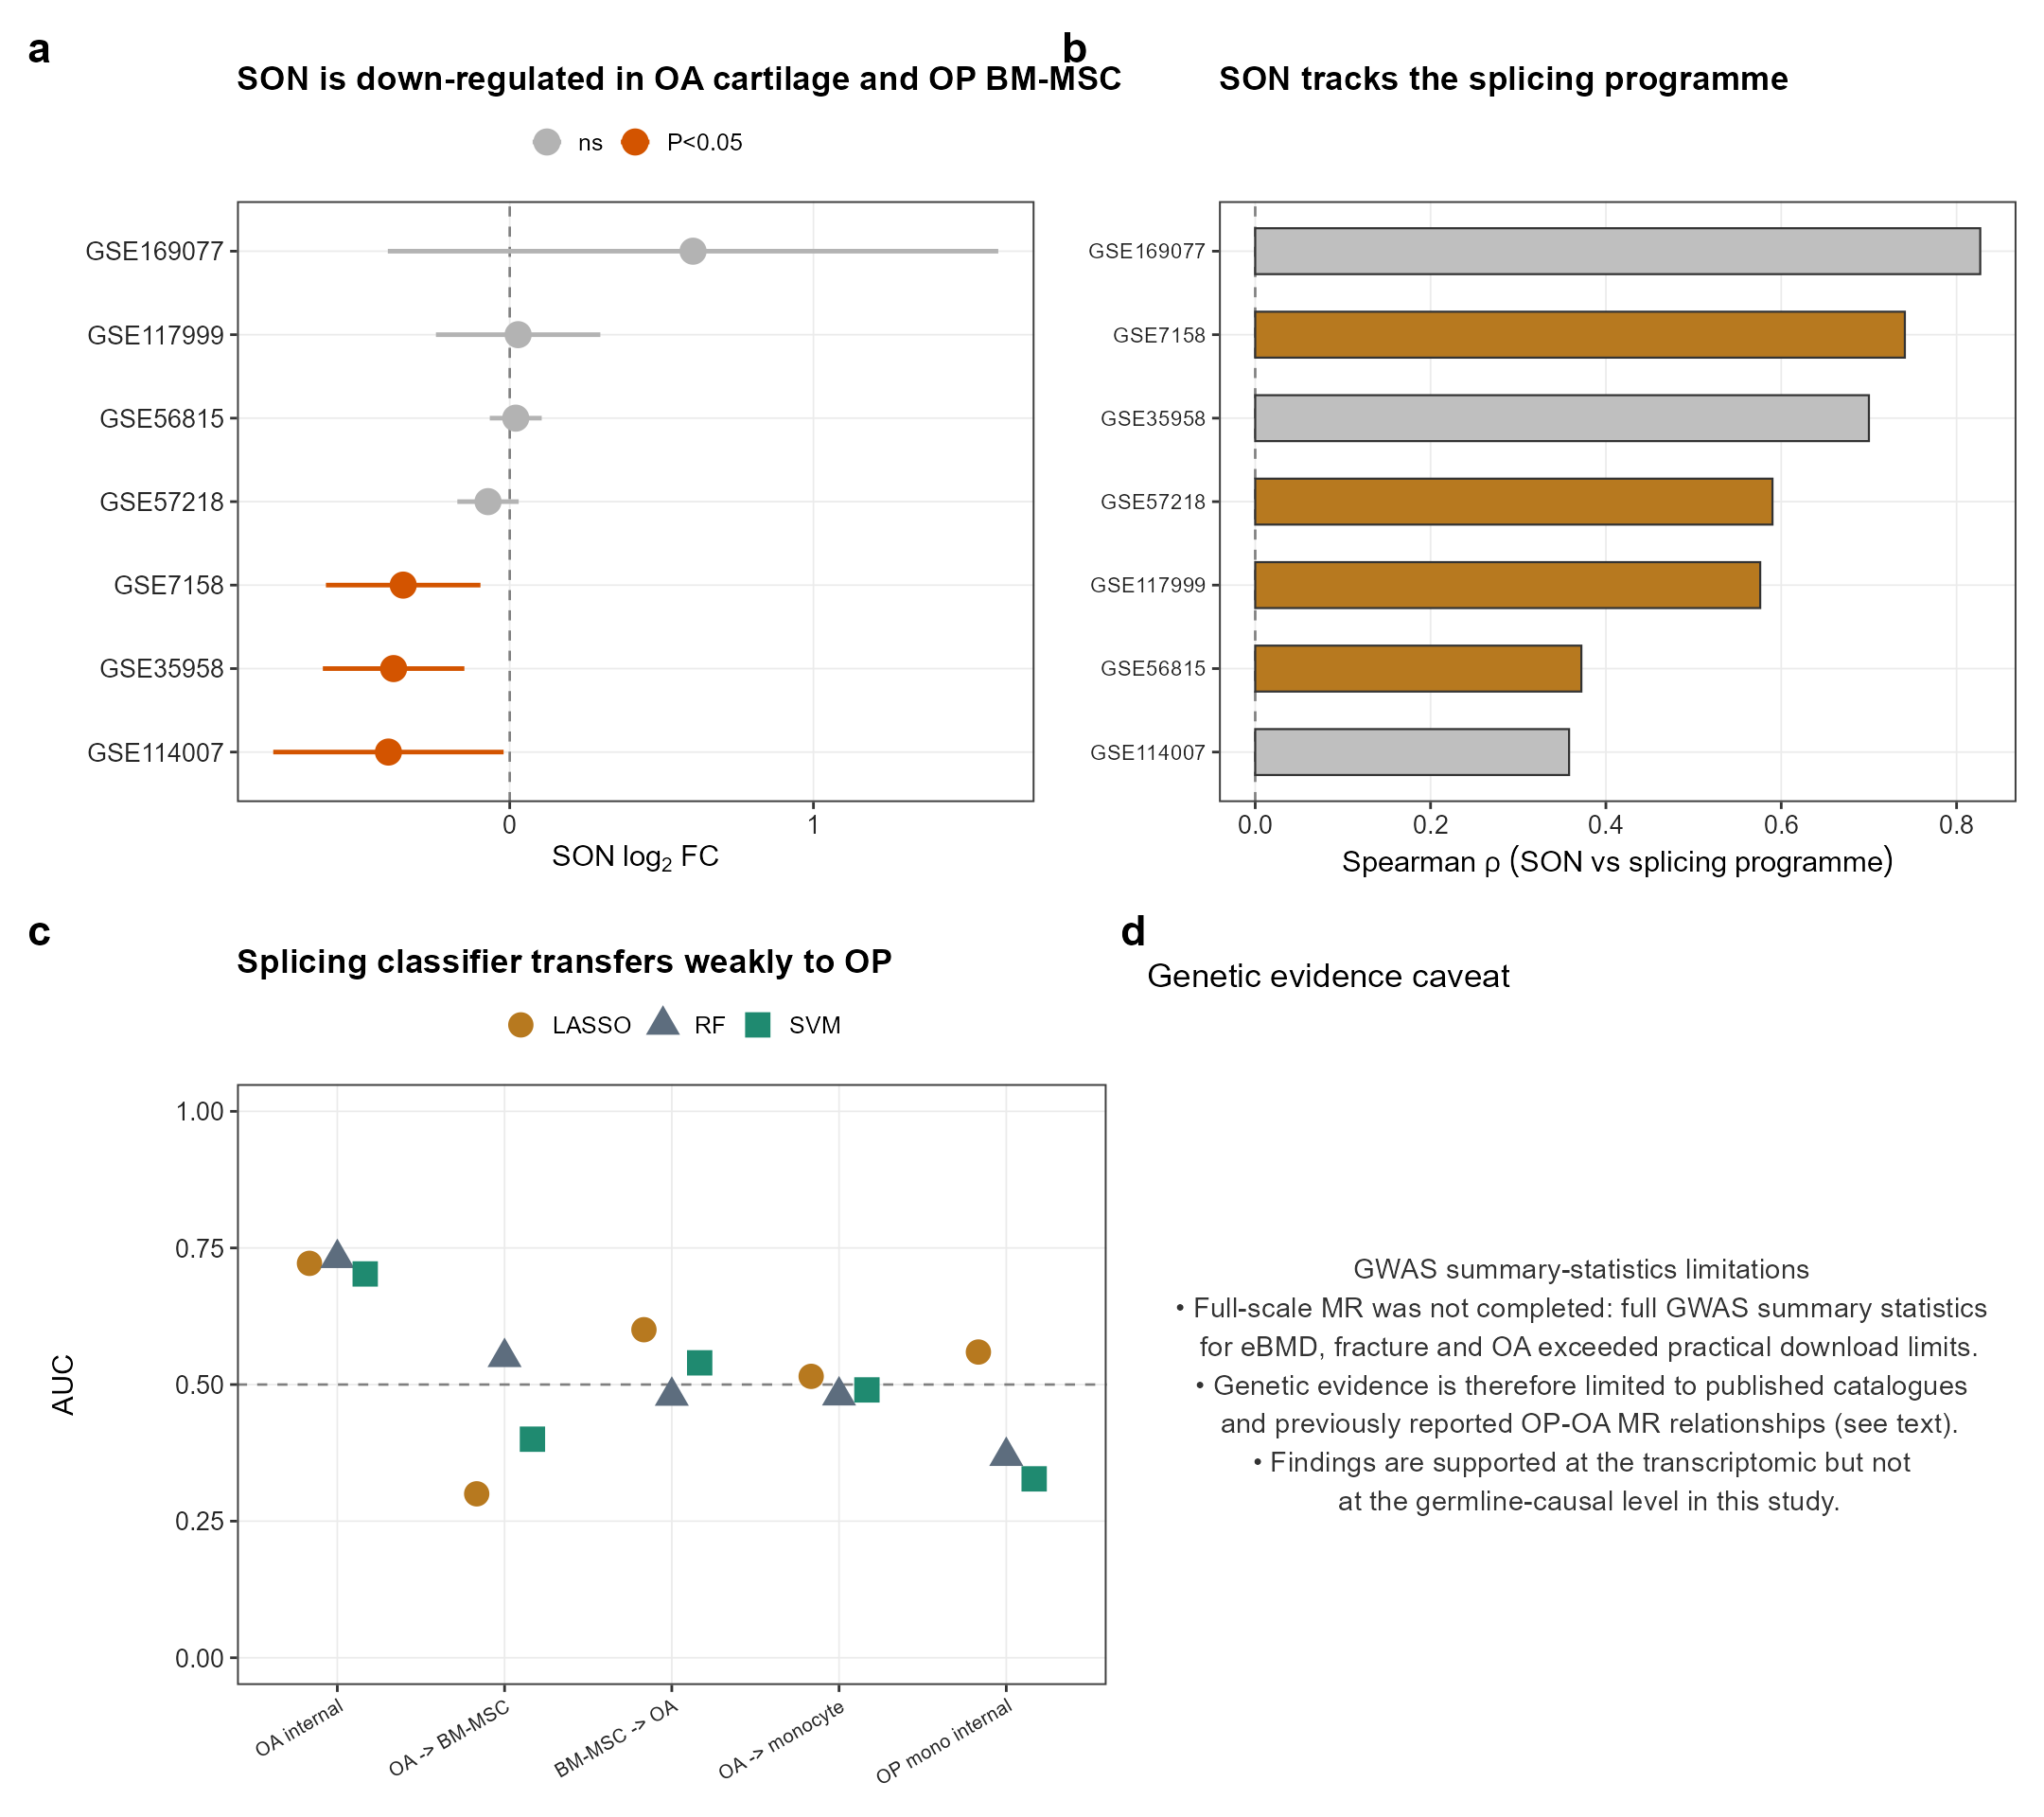 a
SON is down-regulated in OA cartilage and OP BM-MSC
ns P<0.05
GSE169077
GSE117999
GSE56815
GSE57218
GSE7158
GSE35958
GSE114007
0 1
SON log₂ FC
b
SON tracks the splicing programme
GSE169077
GSE7158
GSE35958
GSE57218
GSE117999
GSE56815
GSE114007
0.0 0.2 0.4 0.6 0.8
Spearman ρ (SON vs splicing programme)
c
Splicing classifier transfers weakly to OP
LASSO RF SVM
AUC
1.00
0.75
0.50
0.25
0.00
OA internal
OA -> BM-MSC
BM-MSC -> OA
OA -> monocyte
OP mono internal
d
Genetic evidence caveat
GWAS summary-statistics limitations
• Full-scale MR was not completed: full GWAS summary statistics
for eBMD, fracture and OA exceeded practical download limits.
• Genetic evidence is therefore limited to published catalogues
and previously reported OP-OA MR relationships (see text).
• Findings are supported at the transcriptomic but not
at the germline-causal level in this study.